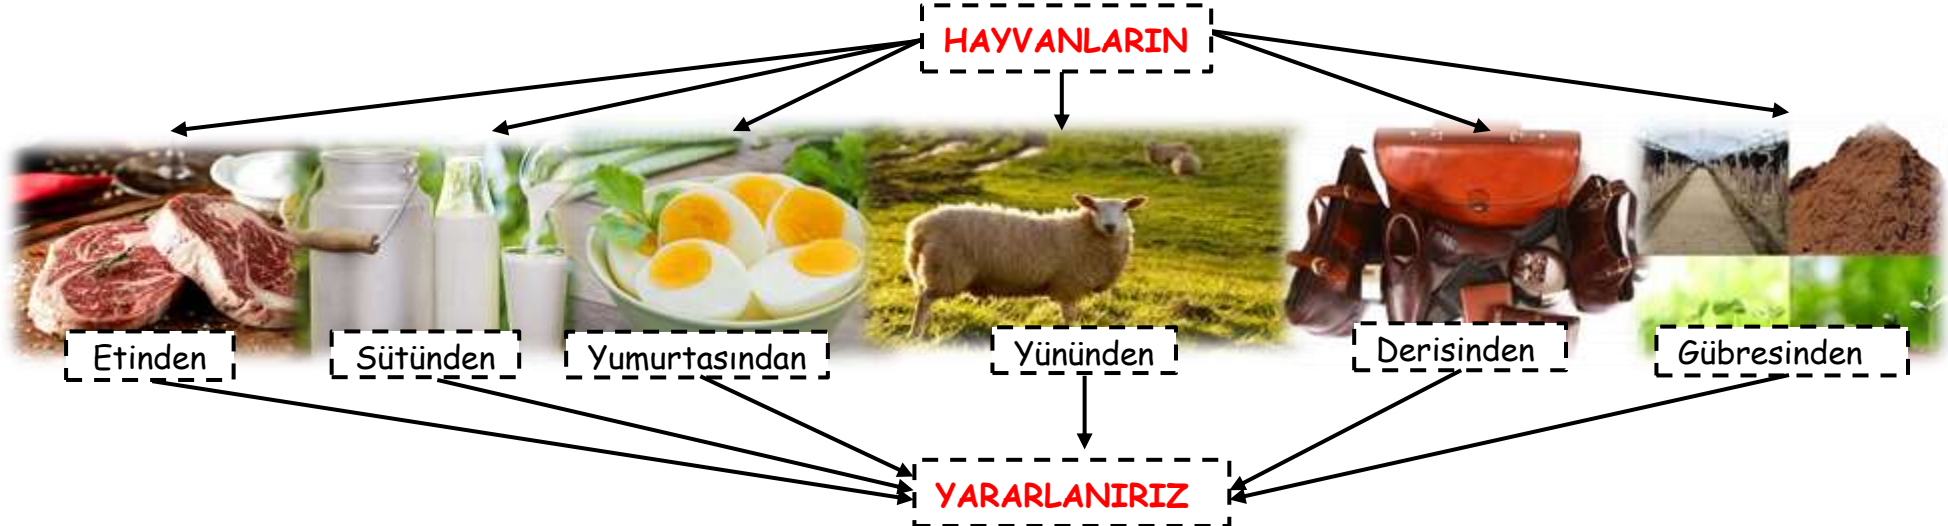 HAYVANLARIN
Etinden
Sütünden
Yumurtasından
Yününden
Derisinden
Gübresinden
YARARLANIRIZ